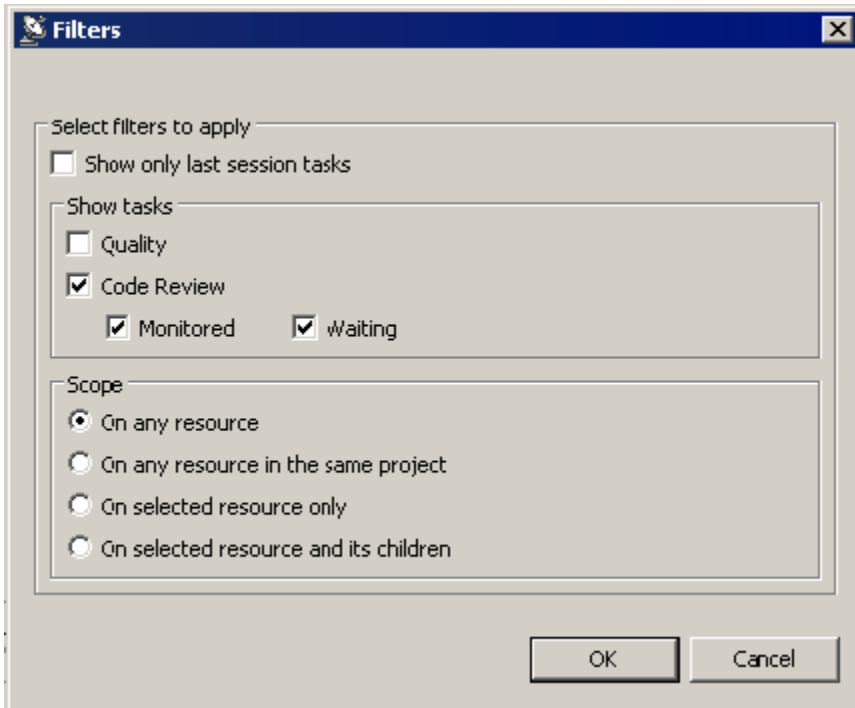 Filters
Select filters to apply
Show only last session tasks
Show tasks
Quality
Code Review
Monitored Waiting
Scope
On any resource
On any resource in the same project
On selected resource only
On selected resource and its children
OK Cancel